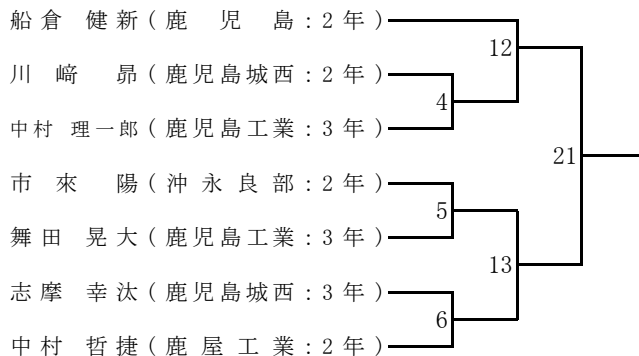 船倉 健新(鹿児島:2年)
12
川﨑 昴(鹿児島城西:2年)
4
中村 理一郎(鹿児島工業:3年)
21
市來 陽(沖永良部:2年)
5
舞田 晃大(鹿児島工業:3年)
13
志摩 幸汰(鹿児島城西:3年)
6
中村 哲捷(鹿屋工業:2年)